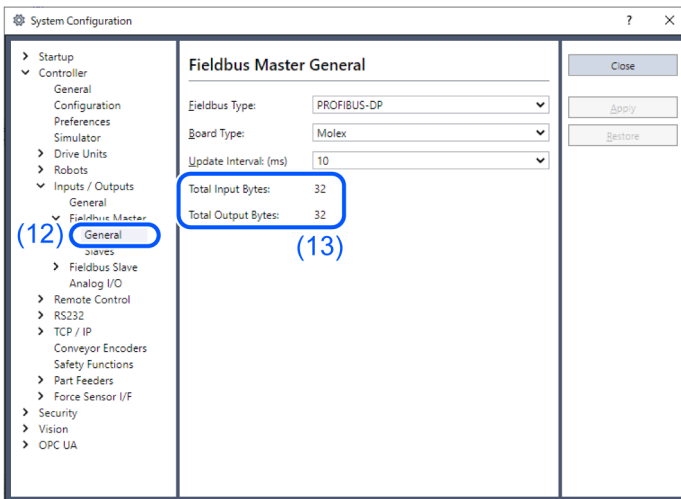 System Configuration
?
Startup
Controller
General
Configuration
Preferences
Simulator
Drive Units
Robots
Inputs / Outputs
General
Fieldbus Master
(12)
General
Slaves
Fieldbus Slave
Analog I/O
Remote Control
RS232
TCP / IP
Conveyor Encoders
Safety Functions
Part Feeders
Force Sensor I/F
Security
Vision
OPC UA
Fieldbus Master General
Fieldbus Type: PROFIBUS-DP
Board Type: Molex
Update Interval: (ms) 10
Total Input Bytes: 32
Total Output Bytes: 32
(13)
Close
Apply
Restore